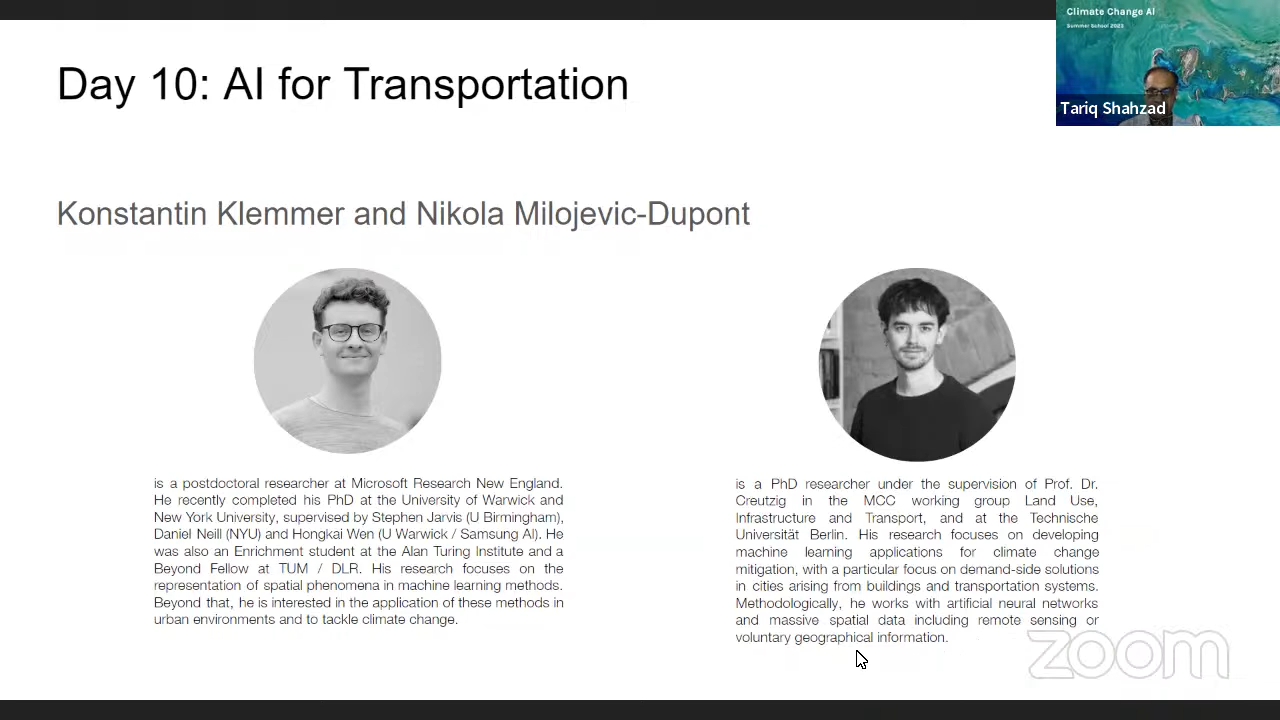 Climate Change AI
Summer School 2023
Day 10: AI for Transportation
Tariq Shahzad
Konstantin Klemmer and Nikola Milojevic-Dupont
is a postdoctoral researcher at Microsoft Research New England.
He recently completed his PhD at the University of Warwick and
New York University, supervised by Stephen Jarvis (U Birmingham),
Daniel Neill (NYU) and Hongkai Wen (U Warwick / Samsung AI). He
was also an Enrichment student at the Alan Turing Institute and a
Beyond Fellow at TUM / DLR. His research focuses on the
representation of spatial phenomena in machine learning methods.
Beyond that, he is interested in the application of these methods in
urban environments and to tackle climate change.
is a PhD researcher under the supervision of Prof. Dr.
Creutzig in the MCC working group Land Use,
Infrastructure and Transport, and at the Technische
Universität Berlin. His research focuses on developing
machine learning applications for climate change
mitigation, with a particular focus on demand-side solutions
in cities arising from buildings and transportation systems.
Methodologically, he works with artificial neural networks
and massive spatial data including remote sensing or
voluntary geographical information.
zoom